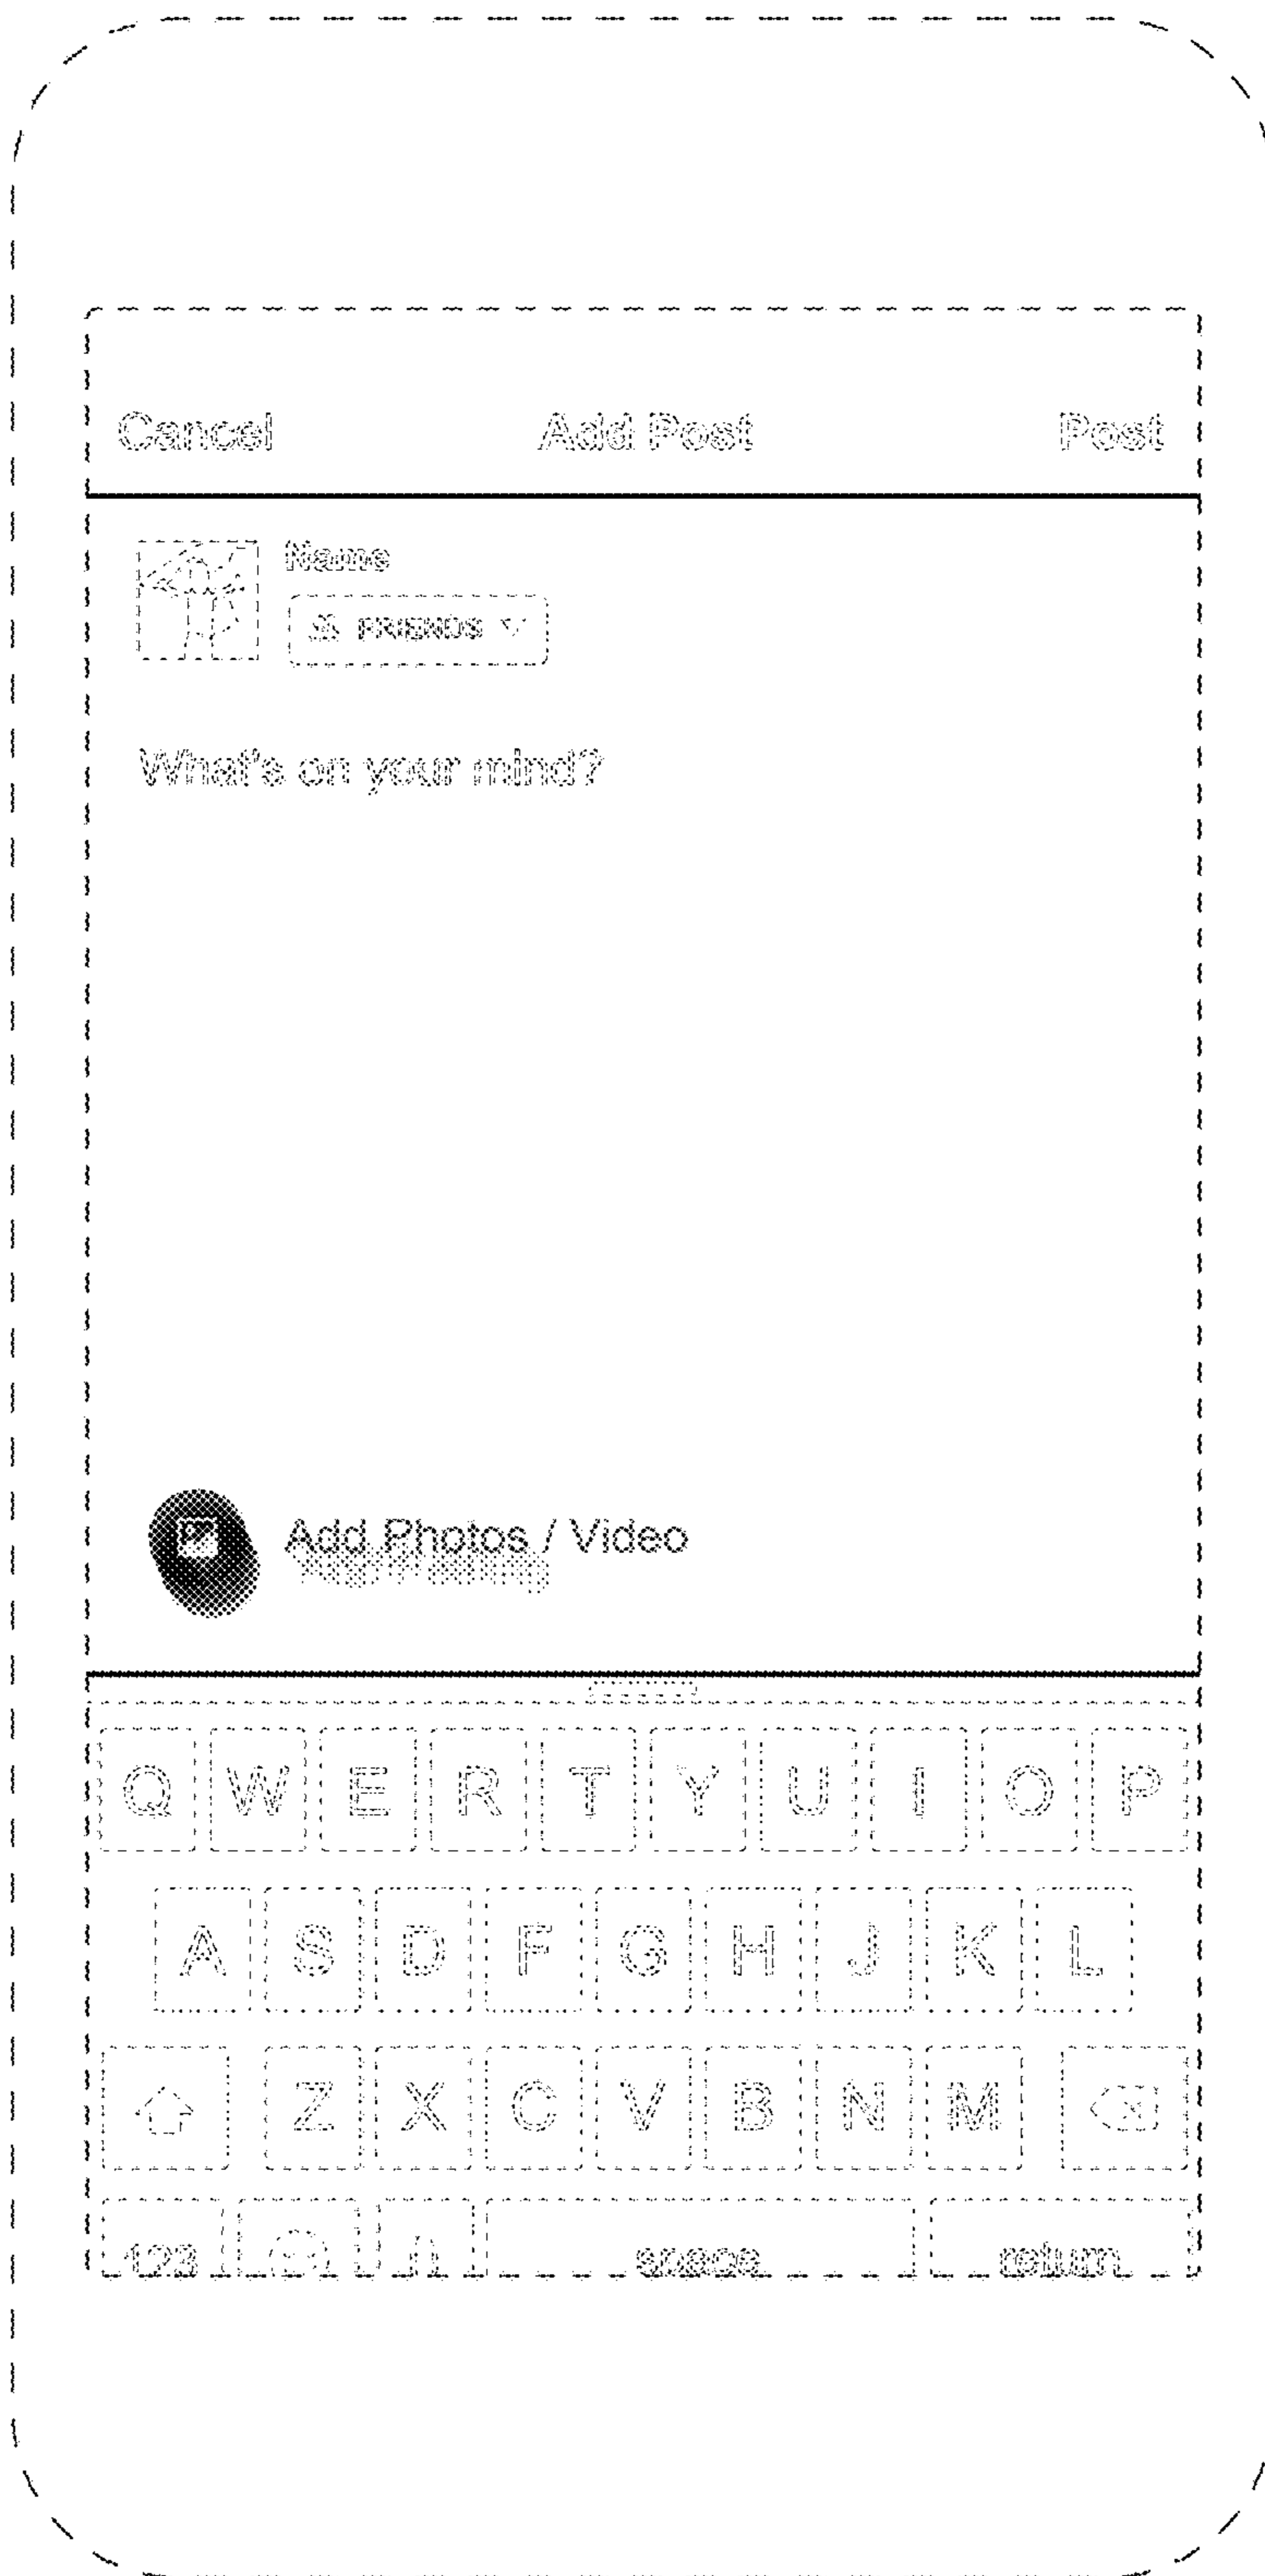 Cancel Add Post Post
Name
FRIENDS
What's on your mind?
Add Photos / Video
Q W E R T Y U I O P
A S D F G H J K L
Z X C V B N M
123 space return